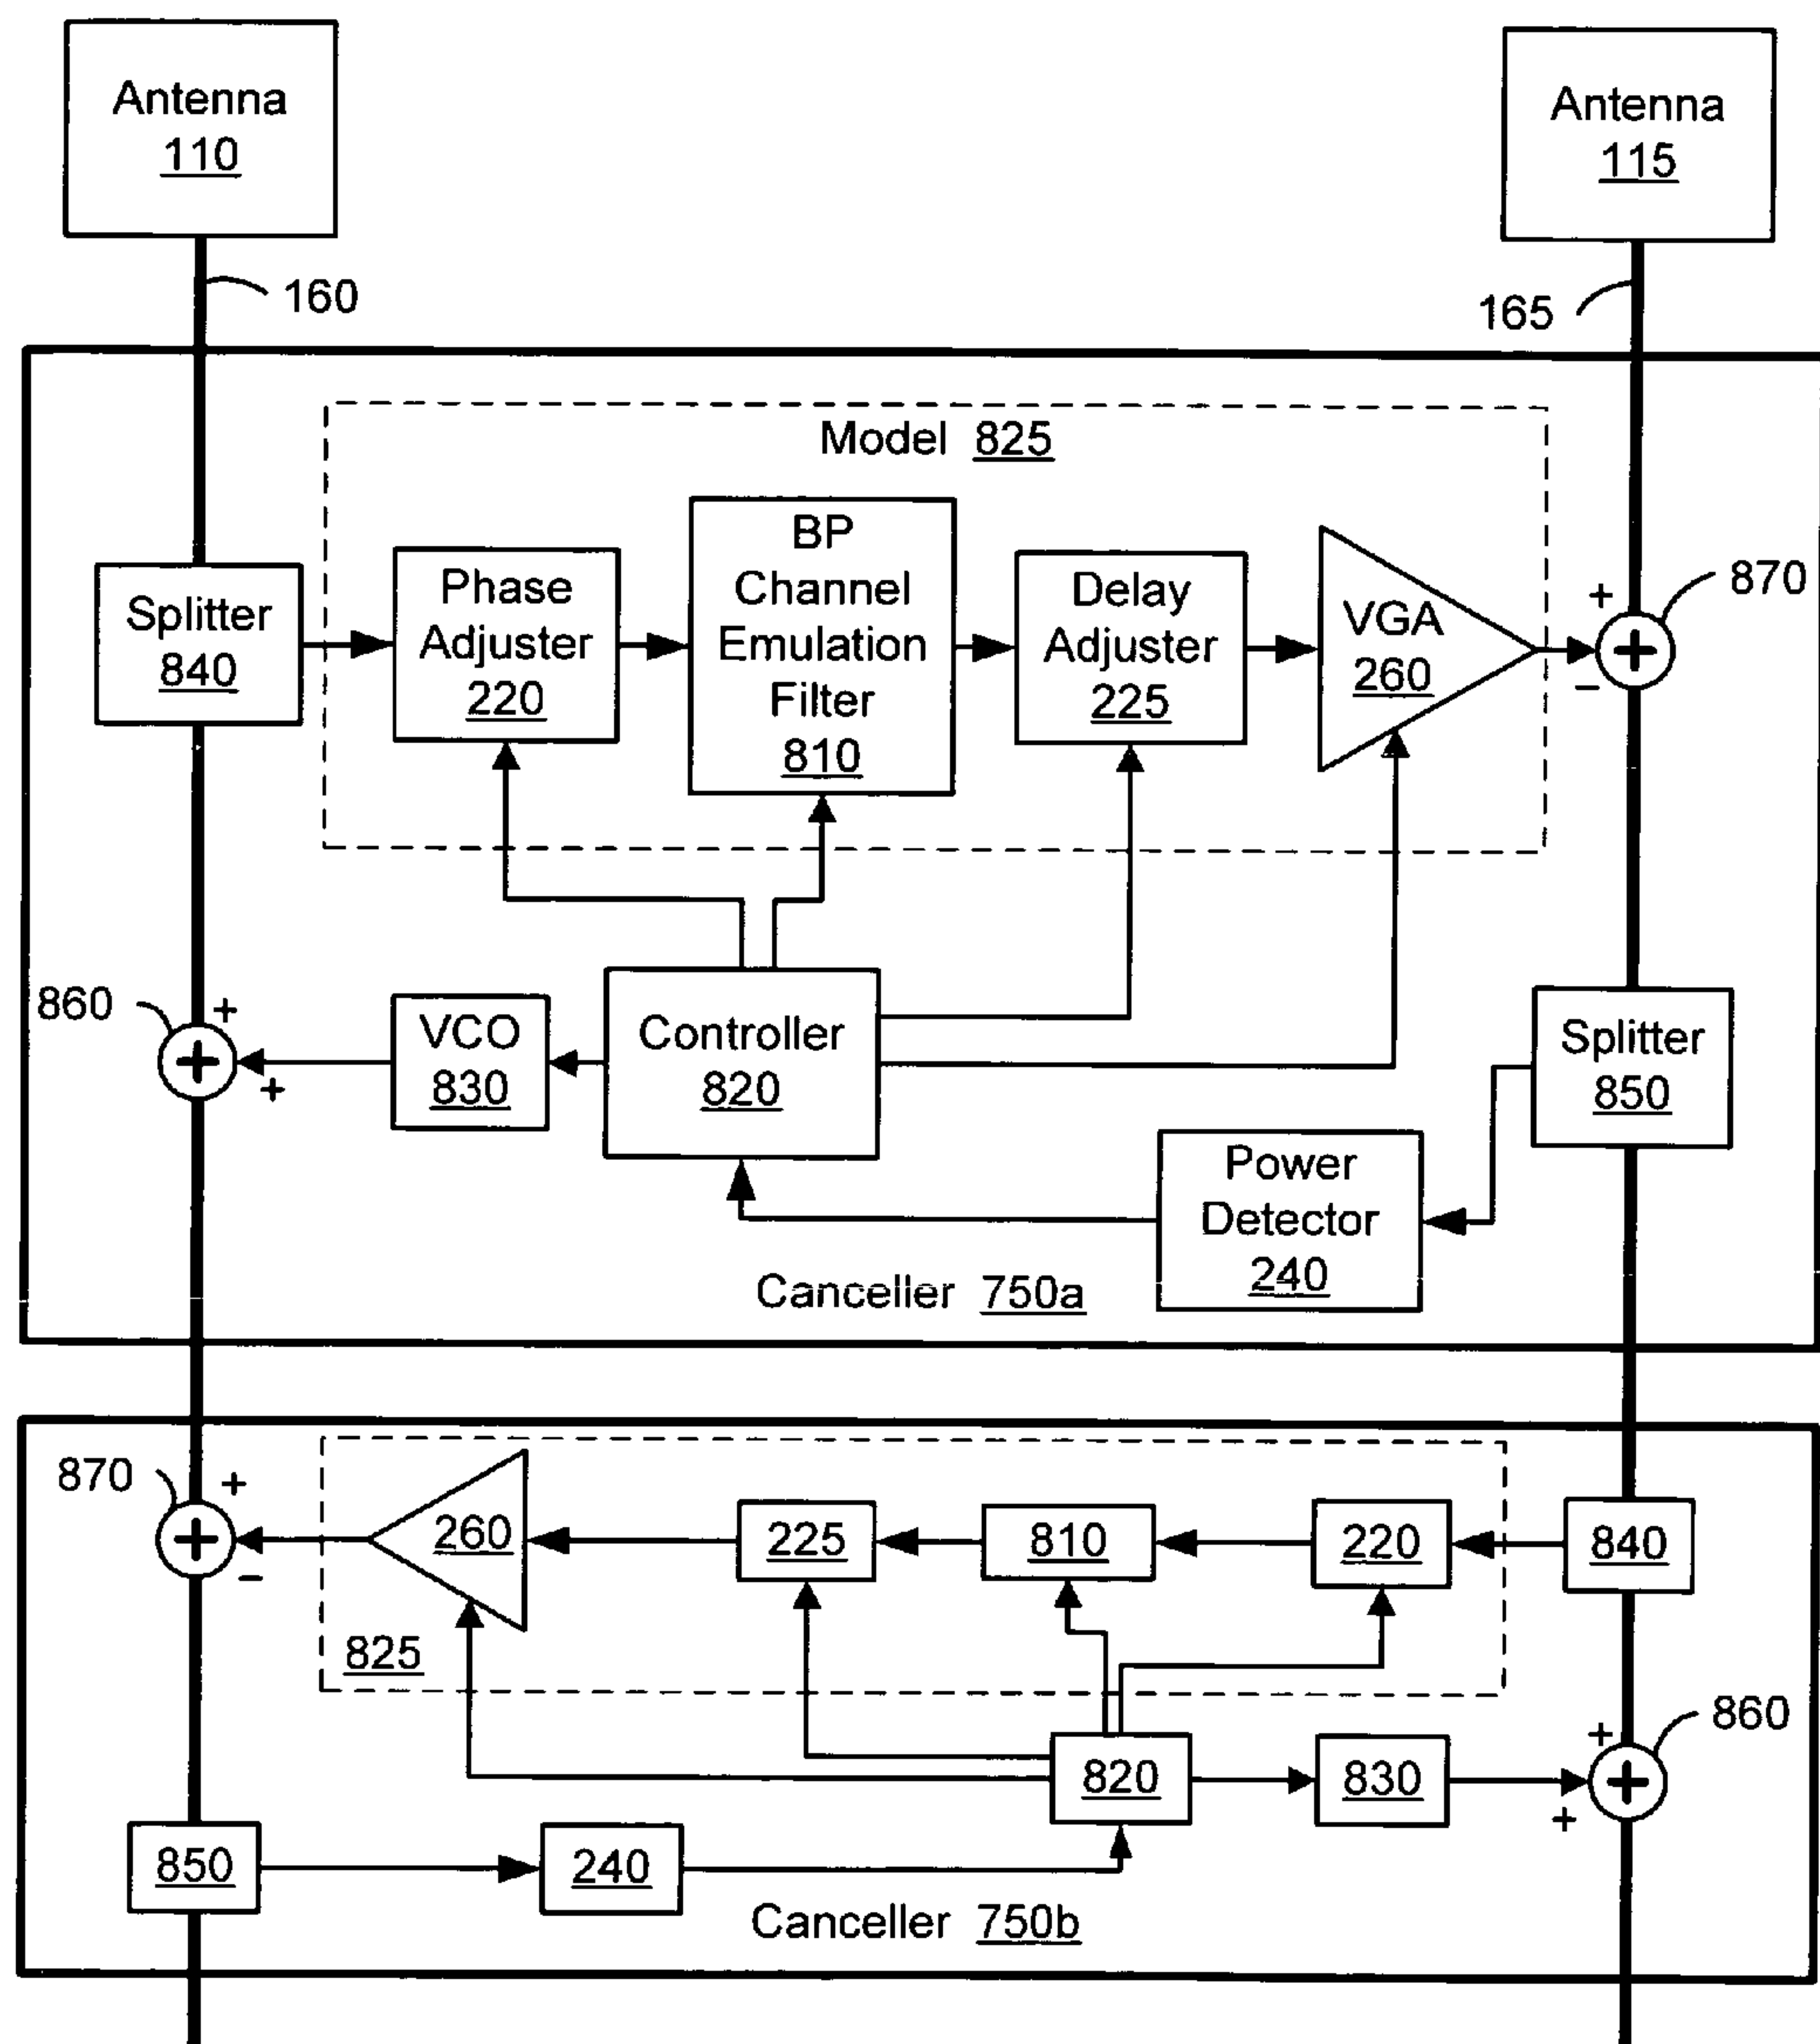 Antenna
110
Antenna
115
160
165
Model 825
Splitter
840
Phase
Adjuster
220
BP
Channel
Emulation
Filter
810
Delay
Adjuster
225
VGA
260
+
−
+
870
860
+
+
+
VCO
830
Controller
820
Splitter
850
Power
Detector
240
Canceller 750a
870
+
+
−
260
225
810
220
840
825
820
830
+
+
+
860
850
240
Canceller 750b